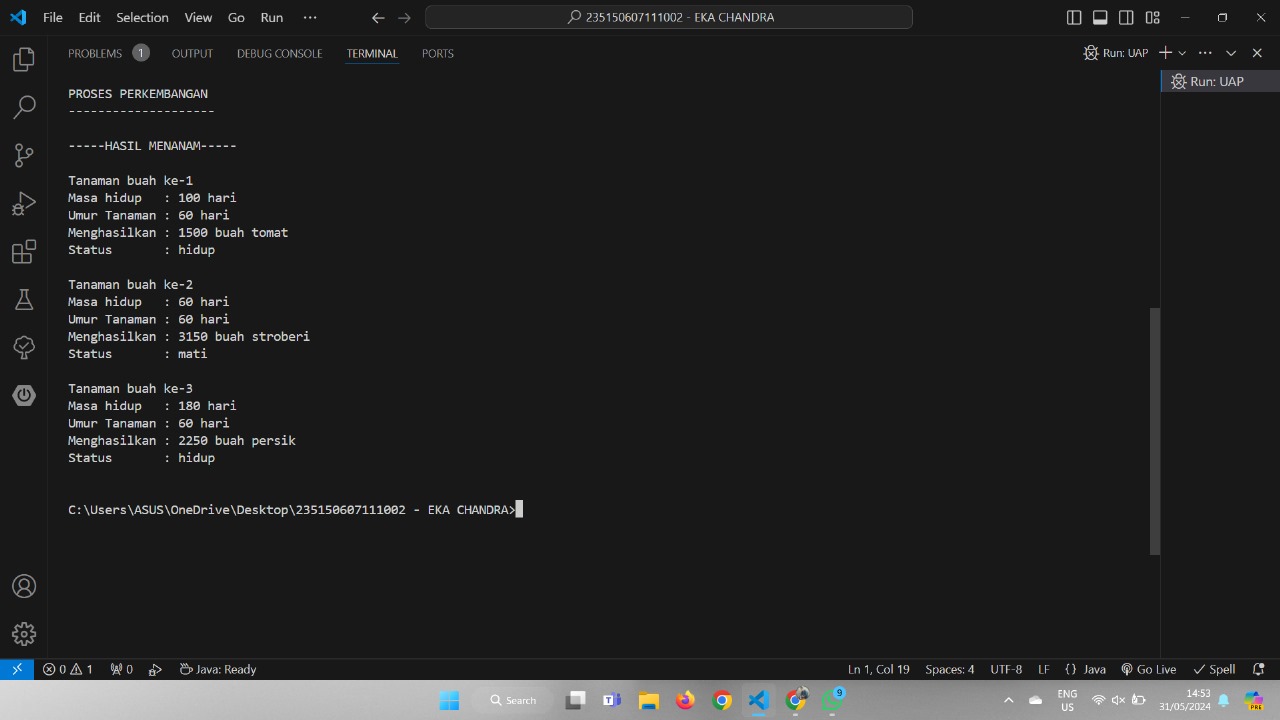 File Edit Selection View Go Run ···
235150607111002 - EKA CHANDRA
PROBLEMS 1 OUTPUT DEBUG CONSOLE TERMINAL PORTS
Run: UAP
Run: UAP
PROSES PERKEMBANGAN
--------------------
-----HASIL MENANAM-----
Tanaman buah ke-1
Masa hidup   : 100 hari
Umur Tanaman : 60 hari
Menghasilkan : 1500 buah tomat
Status       : hidup
Tanaman buah ke-2
Masa hidup   : 60 hari
Umur Tanaman : 60 hari
Menghasilkan : 3150 buah stroberi
Status       : mati
Tanaman buah ke-3
Masa hidup   : 180 hari
Umur Tanaman : 60 hari
Menghasilkan : 2250 buah persik
Status       : hidup
C:\Users\ASUS\OneDrive\Desktop\235150607111002 - EKA CHANDRA>
0 1 0 Java: Ready Ln 1, Col 19 Spaces: 4 UTF-8 LF {} Java Go Live Spell
Search 9 ENG US 14:53 31/05/2024 PRE